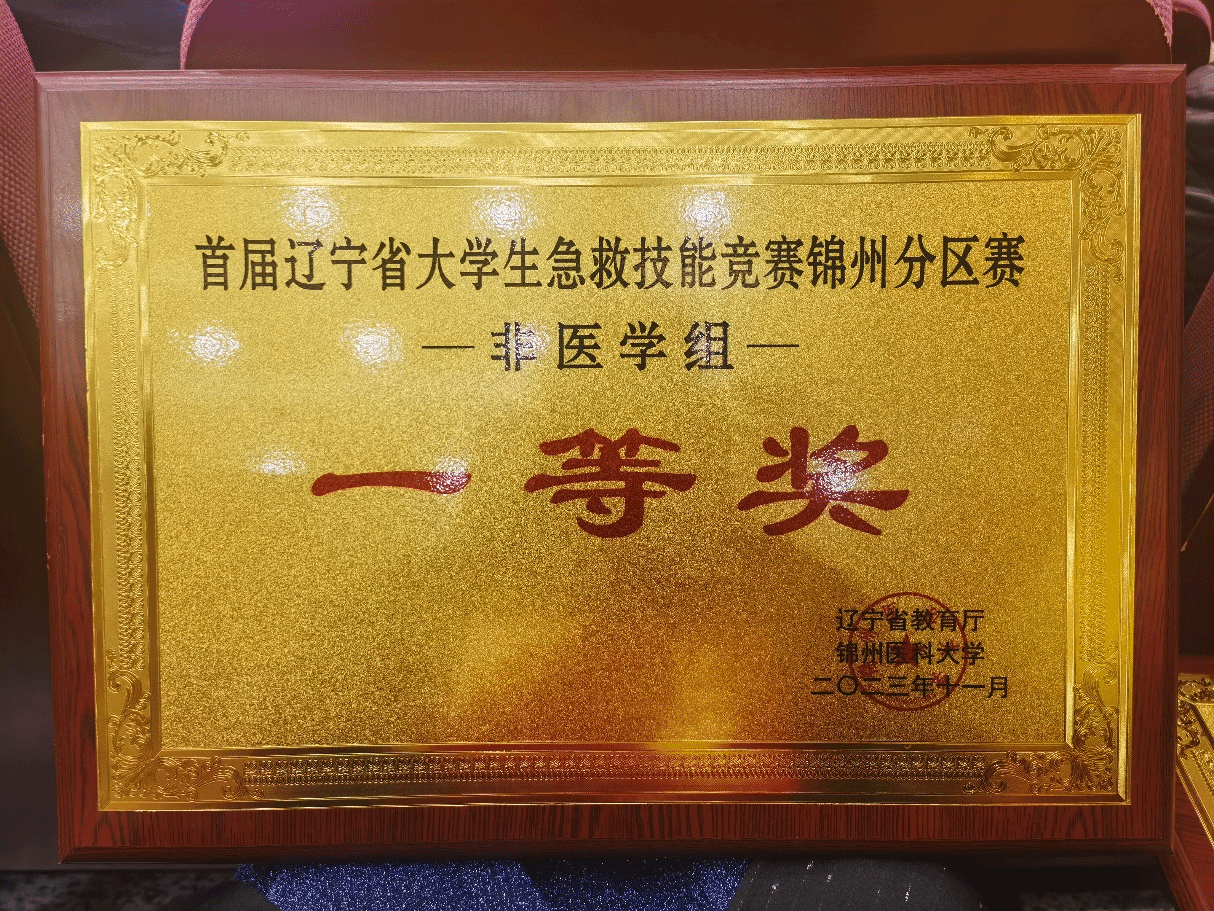 首届辽宁省大学生急救技能竞赛锦州分区赛
—非医学组—
一等奖
辽宁省教育厅
锦州医科大学
二〇二三年十一月